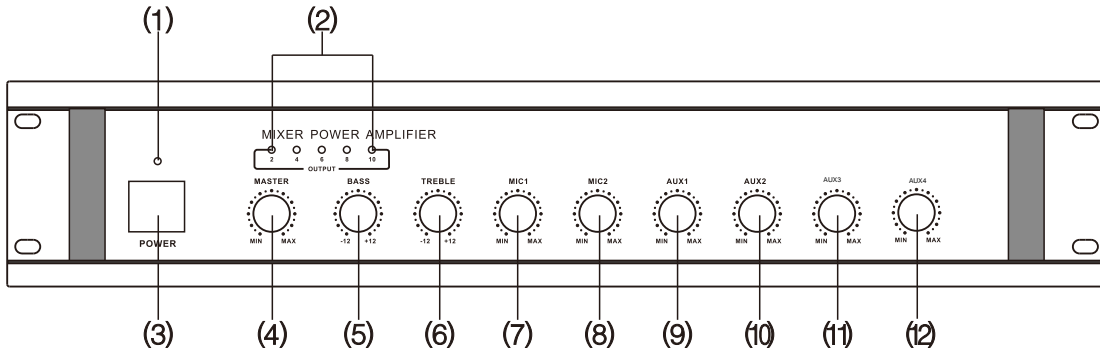 (1) (2)
MIXER POWER AMPLIFIER
2 4 6 8 10
OUTPUT
MASTER BASS TREBLE MIC1 MIC2 AUX1 AUX2 AUX3 AUX4
MIN MAX -12 +12 -12 +12 MIN MAX MIN MAX MIN MAX MIN MAX MIN MAX MIN MAX
POWER
(3) (4) (5) (6) (7) (8) (9) (10) (11) (12)